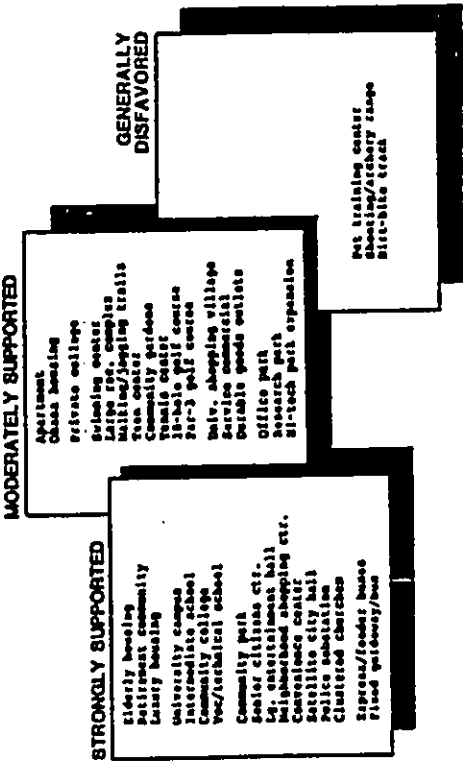 STRONGLY SUPPORTED
Elderly housing
Retirement community
Luxury housing
University campus
Intermediate school
Community college
Voc/technical school
Community park
Senior citizens ctr.
Lg. entertainment hall
Neighborhood shopping ctr.
Convenience center
Satellite city hall
Police substation
Clustered churches
Express/feeder buses
Fixed guideway/bus
MODERATELY SUPPORTED
Apartment
housing
Private college
Swimming center
Large rec. complex
Walking/jogging trails
Teen center
Community gardens
Tennis center
18-hole golf course
Par-3 golf course
Univ. shopping village
Service commercial
Durable goods outlets
Office park
Research park
Hi-tech park expansion
GENERALLY
DISFAVORED
Pet training center
Shooting/archery range
Dirt-bike track